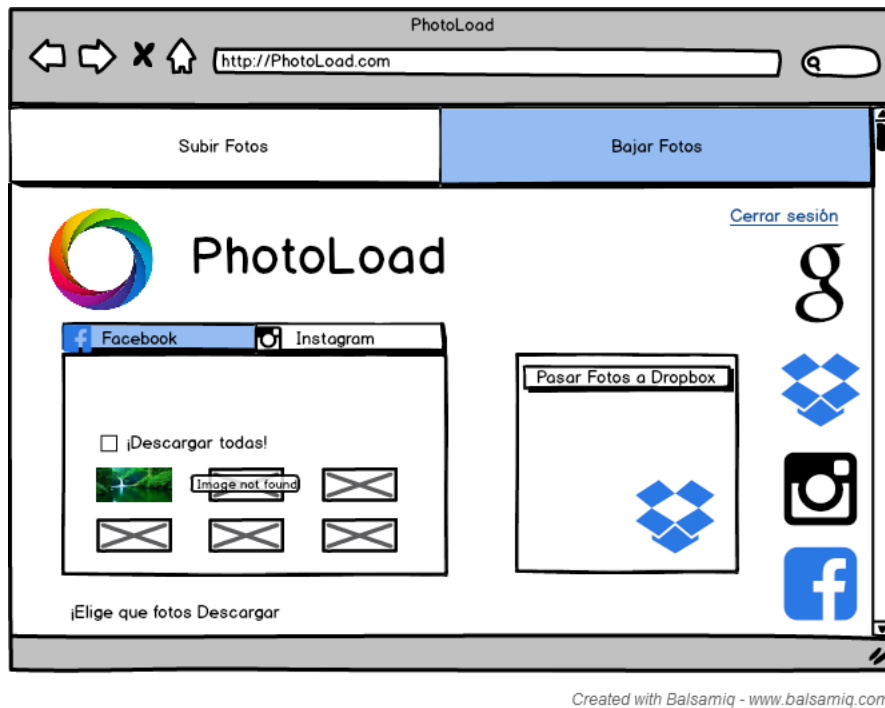 PhotoLoad
http://PhotoLoad.com
Subir Fotos
Bajar Fotos
Cerrar sesión
PhotoLoad
g
Facebook
Instagram
Pasar Fotos a Dropbox
¡Descargar todas!
Image not found
¡Elige que fotos Descargar
Created with Balsamiq - www.balsamiq.com